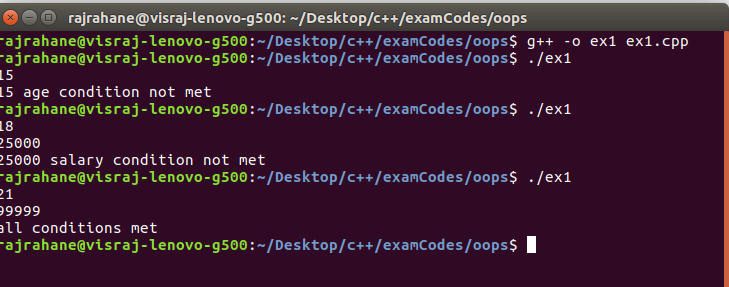 rajrahane@visraj-lenovo-g500: ~/Desktop/c++/examCodes/oops
rajrahane@visraj-lenovo-g500:~/Desktop/c++/examCodes/oops$ g++ -o ex1 ex1.cpp
rajrahane@visraj-lenovo-g500:~/Desktop/c++/examCodes/oops$ ./ex1
15
15 age condition not met
rajrahane@visraj-lenovo-g500:~/Desktop/c++/examCodes/oops$ ./ex1
18
25000
25000 salary condition not met
rajrahane@visraj-lenovo-g500:~/Desktop/c++/examCodes/oops$ ./ex1
21
99999
all conditions met
rajrahane@visraj-lenovo-g500:~/Desktop/c++/examCodes/oops$